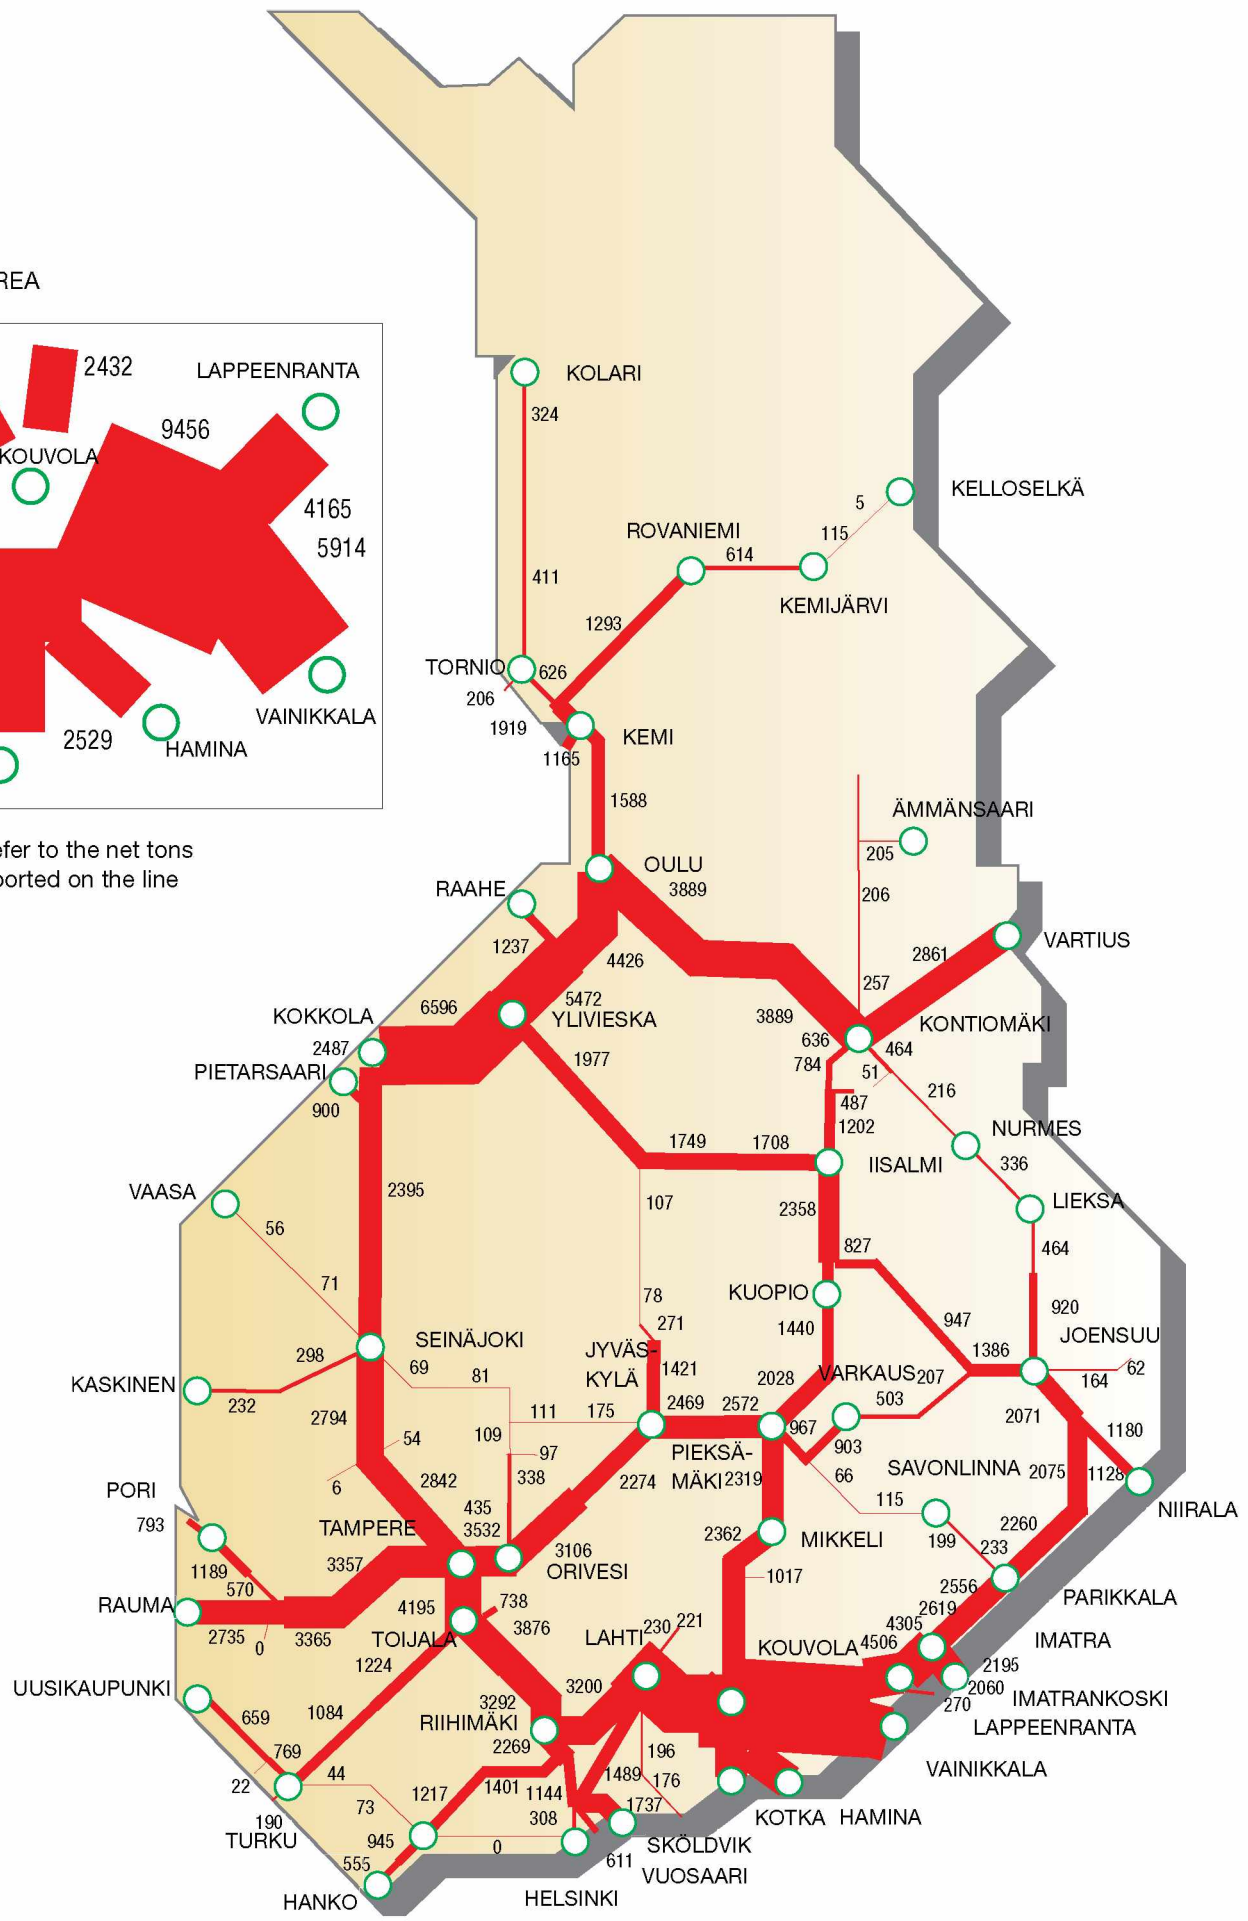 REA
2432
LAPPEENRANTA
9456
KOUVOLA
4165
5914
VAINIKKALA
2529
HAMINA
efer to the net tons
ported on the line
KOLARI
324
KELLOSELKÄ
5
ROVANIEMI
115
614
411
KEMIJÄRVI
1293
TORNIO
626
206
1919
KEMI
1165
1588
ÄMMÄNSAARI
205
OULU
3889
RAAHE
206
VARTIUS
1237
4426
2861
257
5472
6596
YLIVIESKA
KOKKOLA
3889
KONTIOMÄKI
2487
636
464
1977
784
PIETARSAARI
51
216
900
487
1202
NURMES
1749
1708
IISALMI
336
VAASA
2395
107
2358
LIEKSA
56
827
464
71
78
KUOPIO
920
271
947
1440
JOENSUU
SEINÄJOKI
JYVÄS-
KYLÄ
298
69
81
1421
1386
62
2028
VARKAUS
207
164
KASKINEN
232
2469
2572
503
111
175
2794
54
109
967
2071
1180
903
97
PIEKSÄ-
MÄKI
2319
66
SAVONLINNA
2075
1128
6
2842
338
2274
PORI
435
115
NIIRALA
793
TAMPERE
3532
2362
MIKKELI
199
2260
3357
3106
233
1189
ORIVESI
570
1017
2556
RAUMA
4195
738
PARIKKALA
2735
0
3365
TOIJALA
3876
LAHTI
230
221
4305
2619
KOUVOLA
4506
IMATRA
1224
2195
UUSIKAUPUNKI
3200
2060
659
1084
3292
270
IMATRANKOSKI
RIIHIMÄKI
LAPPEENRANTA
2269
769
196
VAINIKKALA
22
44
1217
1401
1144
1489
176
73
308
1737
KOTKA
HAMINA
190
TURKU
945
0
SKÖLDVIK
555
611
VUOSAARI
HANKO
HELSINKI